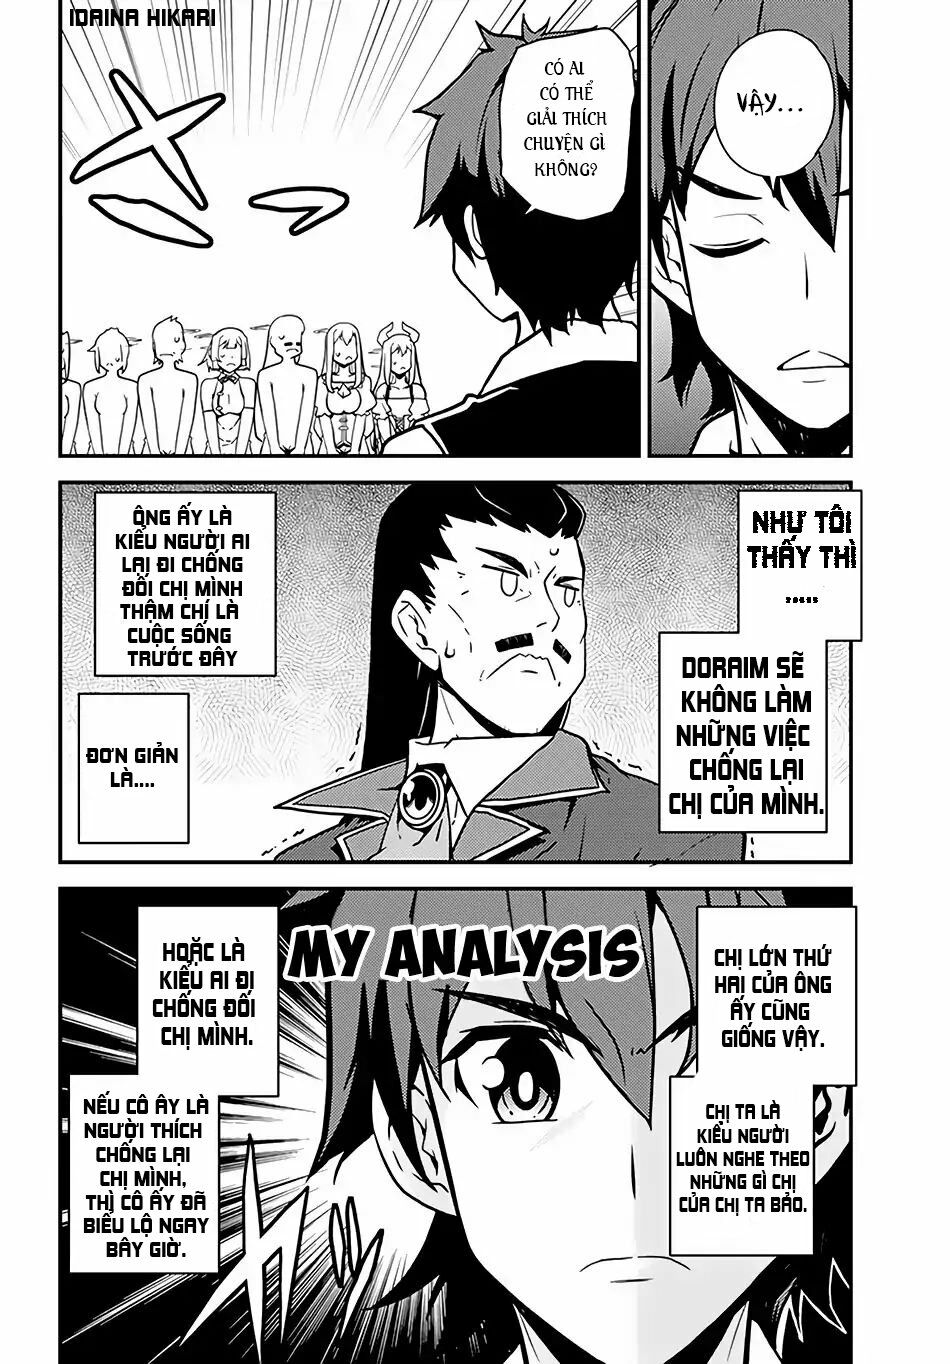 IDAINA HIKARI
VẬY...
CÓ AI
CÓ THỂ
GIẢI THÍCH
CHUYỆN GÌ
KHÔNG?
NHƯ TÔI
THẤY THÌ
......
DORAIM SẼ
KHÔNG LÀM
NHỮNG VIỆC
CHỐNG LẠI
CHỊ CỦA MÌNH.
ÔNG ẤY LÀ
KIỂU NGƯỜI AI
LẠI ĐI CHỐNG
ĐỐI CHỊ MÌNH
THẬM CHÍ LÀ
CUỘC SỐNG
TRƯỚC ĐÂY
ĐƠN GIẢN
LÀ....
MY ANALYSIS
CHỊ LỚN THỨ
HAI CỦA ÔNG
ẤY CŨNG
GIỐNG VẬY.
CHỊ TA LÀ
KIỂU NGƯỜI
LUÔN NGHE THEO
NHỮNG GÌ CHỊ
CỦA CHỊ TA BẢO.
HOẶC LÀ
KIỂU AI ĐI
CHỐNG ĐỐI
CHỊ MÌNH.
NẾU CÔ ẤY LÀ
NGƯỜI THÍCH
CHỐNG LẠI
CHỊ MÌNH,
THÌ CÔ ẤY ĐÃ
BIỂU LỘ NGAY
BÂY GIỜ.